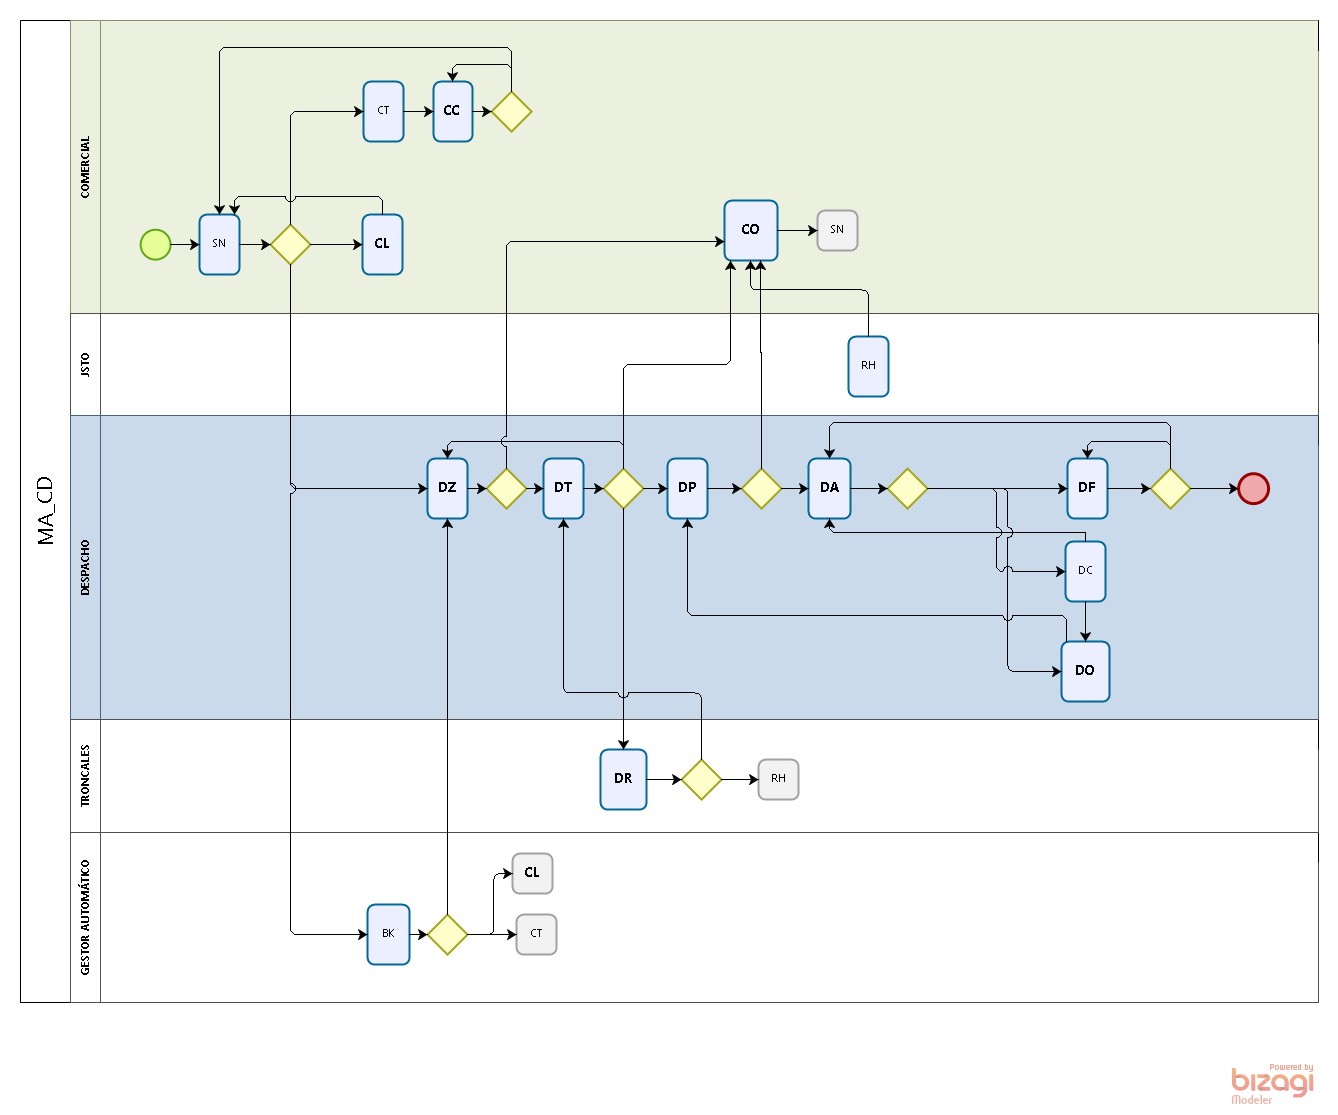 MA_CD
COMERCIAL
CT
CC
SN
CL
CO
SN
JSTO
RH
DESPACHO
DZ
DT
DP
DA
DF
DC
DO
TRONCALES
DR
RH
GESTOR AUTOMÁTICO
CL
BK
CT
Powered by
bizagi
Modeler